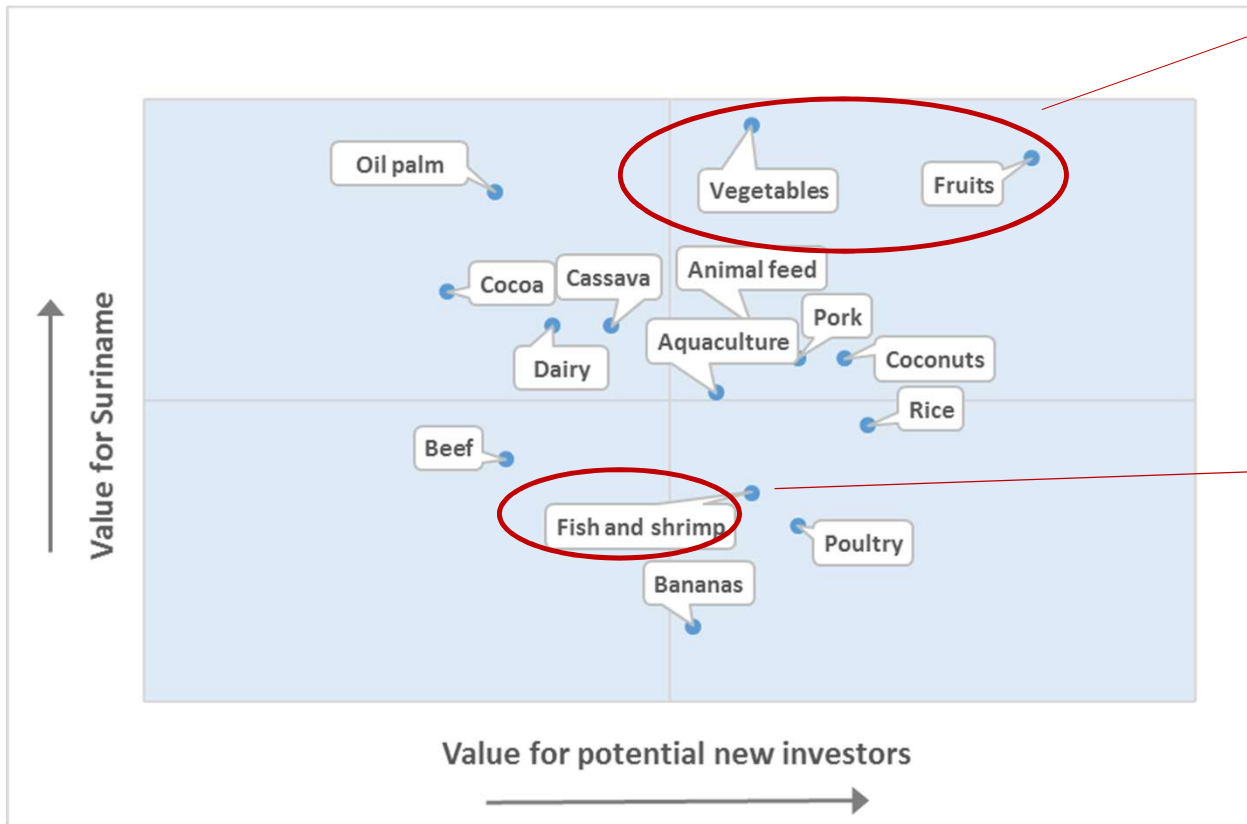 Oil palm
Vegetables
Fruits
Cocoa
Cassava
Animal feed
Dairy
Aquaculture
Pork
Coconuts
Rice
Beef
Fish and shrimp
Poultry
Bananas
Value for Suriname
Value for potential new investors